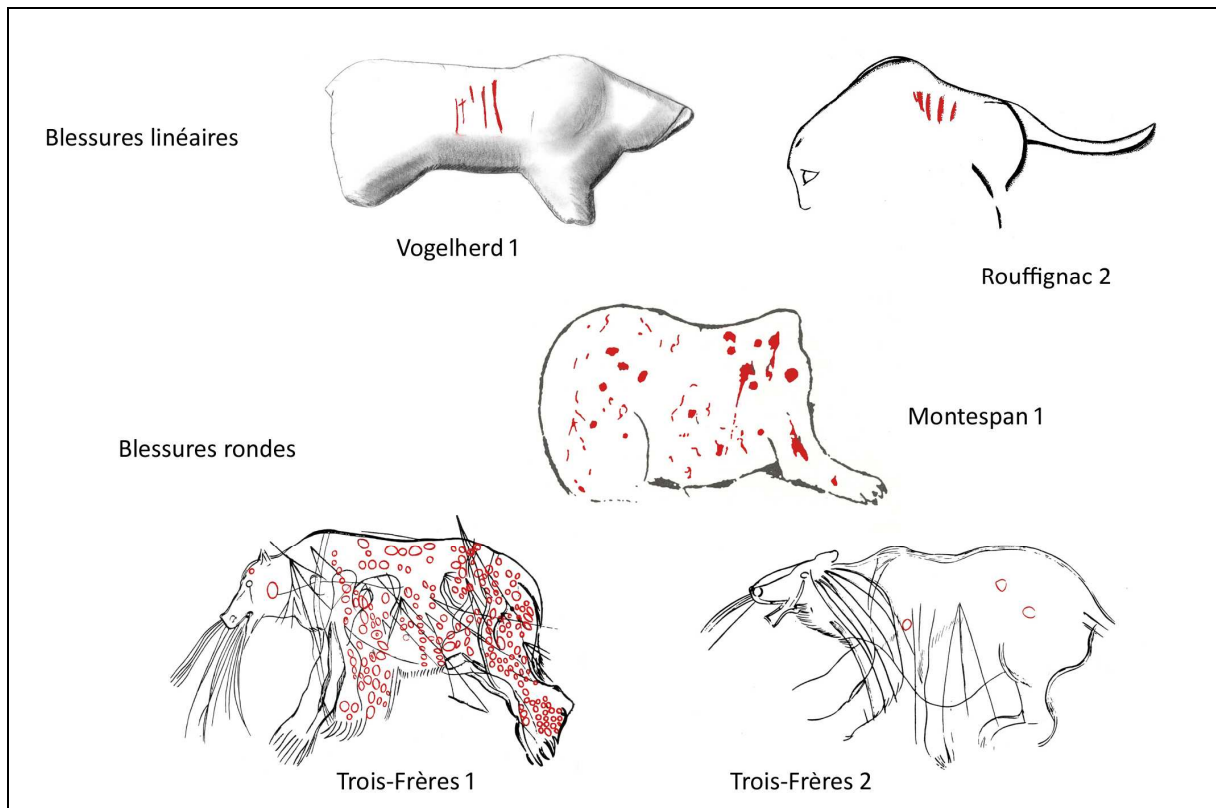 Blessures linéaires
Vogelherd 1
Rouffignac 2
Montespan 1
Blessures rondes
Trois-Frères 1
Trois-Frères 2